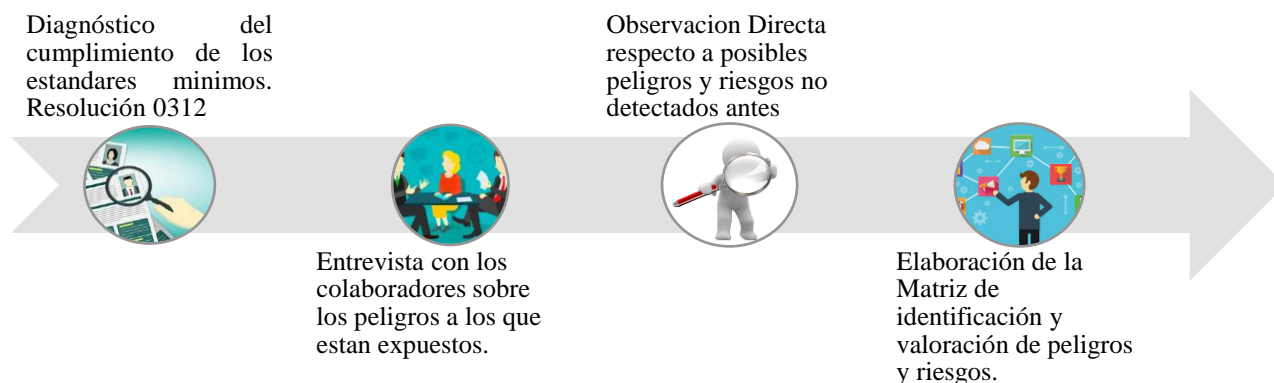 Diagnóstico del
cumplimiento de los
estandares minimos.
Resolución 0312
Entrevista con los
colaboradores sobre
los peligros a los que
estan expuestos.
Observacion Directa
respecto a posibles
peligros y riesgos no
detectados antes
Elaboración de la
Matriz de
identificación y
valoración de peligros
y riesgos.